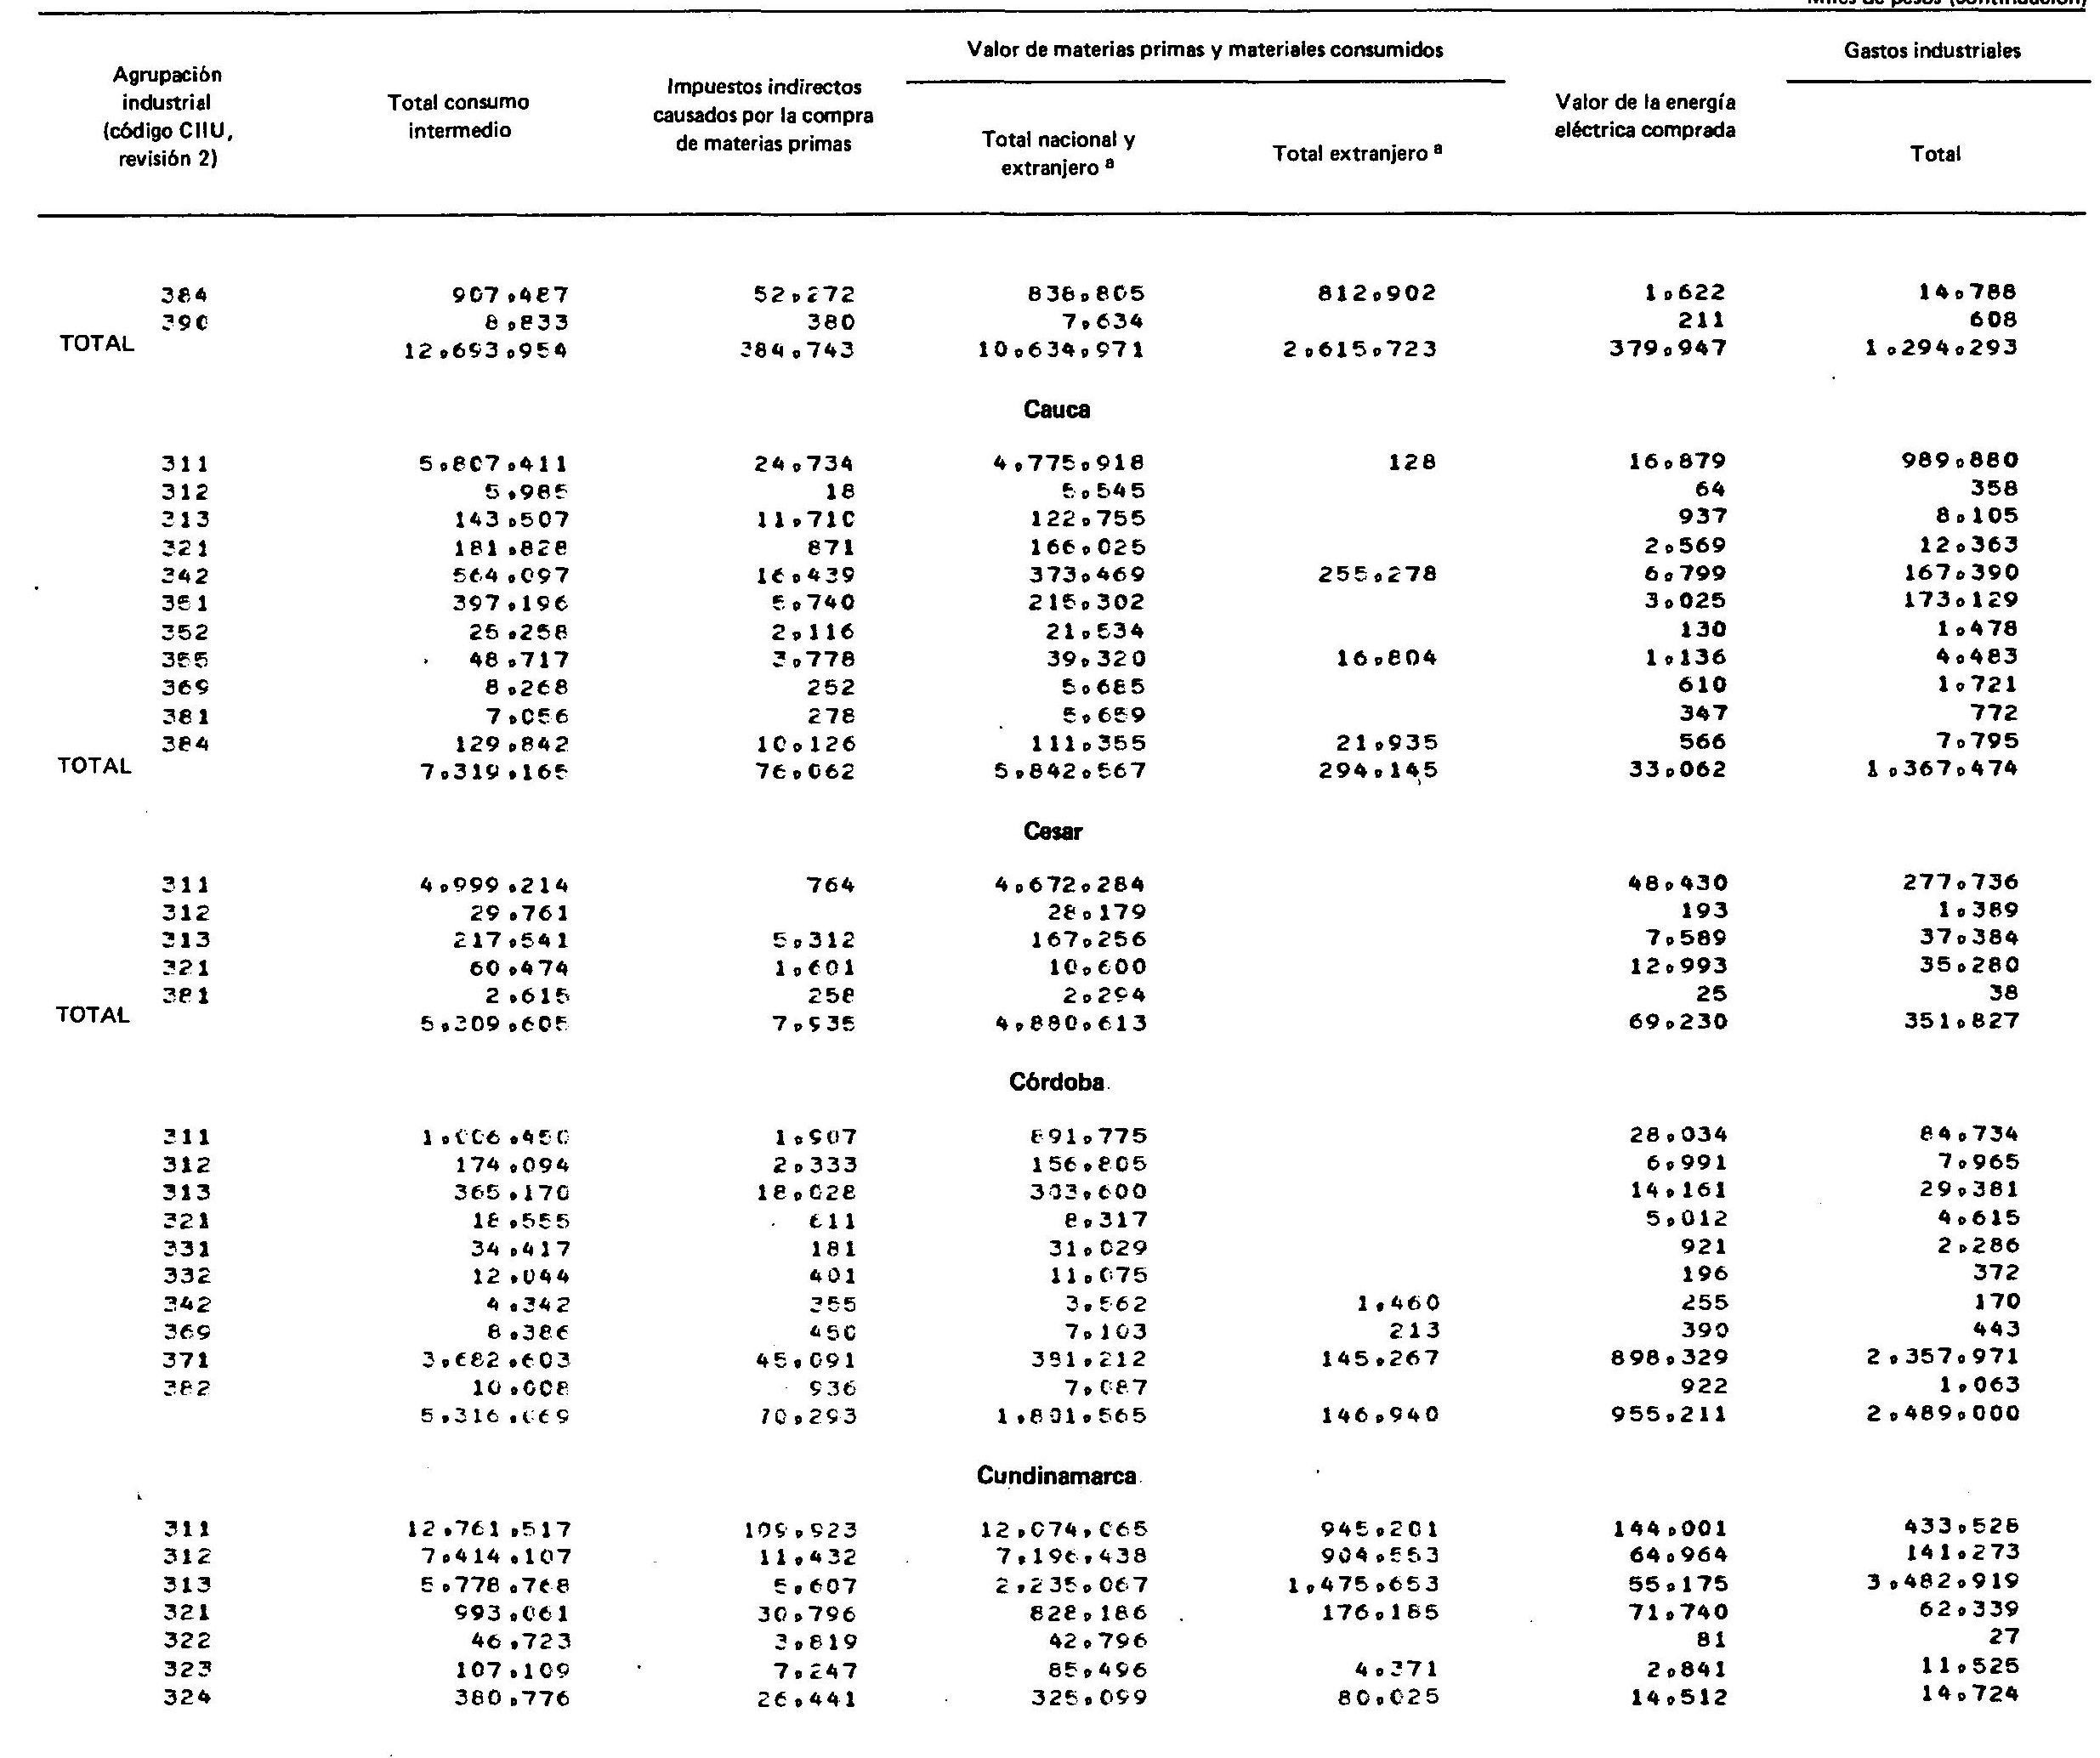 Miles de pesos (continuación)
Agrupación industrial (código CIIU, revisión 2) Total consumo intermedio Impuestos indirectos causados por la compra de materias primas Valor de materias primas y materiales consumidos Total nacional y extranjero a Total extranjero a Valor de la energía eléctrica comprada Gastos industriales Total
384 907.487 52.272 838.805 812.902 1.622 14.788
390 8.833 380 7.634 211 608
TOTAL 12.693.954 384.743 10.634.971 2.615.723 379.947 1.294.293
Cauca
311 5.807.411 24.734 4.775.918 128 16.879 989.880
312 5.985 18 5.545 64 358
313 143.507 11.710 122.755 937 8.105
321 181.828 871 166.025 2.569 12.363
342 564.097 16.439 373.469 255.278 6.799 167.390
351 397.196 5.740 215.302 3.025 173.129
352 25.258 2.116 21.534 130 1.478
355 48.717 3.778 39.320 16.804 1.136 4.483
369 8.268 252 5.685 610 1.721
381 7.056 278 5.659 347 772
384 129.842 10.126 111.355 21.935 566 7.795
TOTAL 7.319.165 76.062 5.842.567 294.145 33.062 1.367.474
Cesar
311 4.999.214 764 4.672.284 48.430 277.736
312 29.761 28.179 193 1.389
313 217.541 5.312 167.256 7.589 37.384
321 60.474 1.601 10.600 12.993 35.280
381 2.615 258 2.294 25 38
TOTAL 5.309.605 7.935 4.880.613 69.230 351.827
Córdoba
311 1.006.450 1.907 891.775 28.034 84.734
312 174.094 2.333 156.805 6.991 7.965
313 365.170 18.028 303.600 14.161 29.381
321 18.555 611 8.317 5.012 4.615
331 34.417 181 31.029 921 2.286
332 12.044 401 11.075 196 372
342 4.342 355 3.562 1.460 255 170
369 8.386 450 7.103 213 390 443
371 3.682.603 45.091 381.212 145.267 898.329 2.357.971
382 10.008 936 7.087 922 1.063
5.316.069 70.293 1.801.565 146.940 955.211 2.489.000
Cundinamarca
311 12.761.517 109.923 12.074.065 945.201 144.001 433.528
312 7.414.107 11.432 7.196.438 904.553 64.964 141.273
313 5.778.768 5.607 2.235.067 1.475.653 55.175 3.482.919
321 993.061 30.796 828.186 176.185 71.740 62.339
322 46.723 3.819 42.796 81 27
323 107.109 7.247 85.496 4.371 2.841 11.525
324 380.776 26.441 325.099 80.025 14.512 14.724